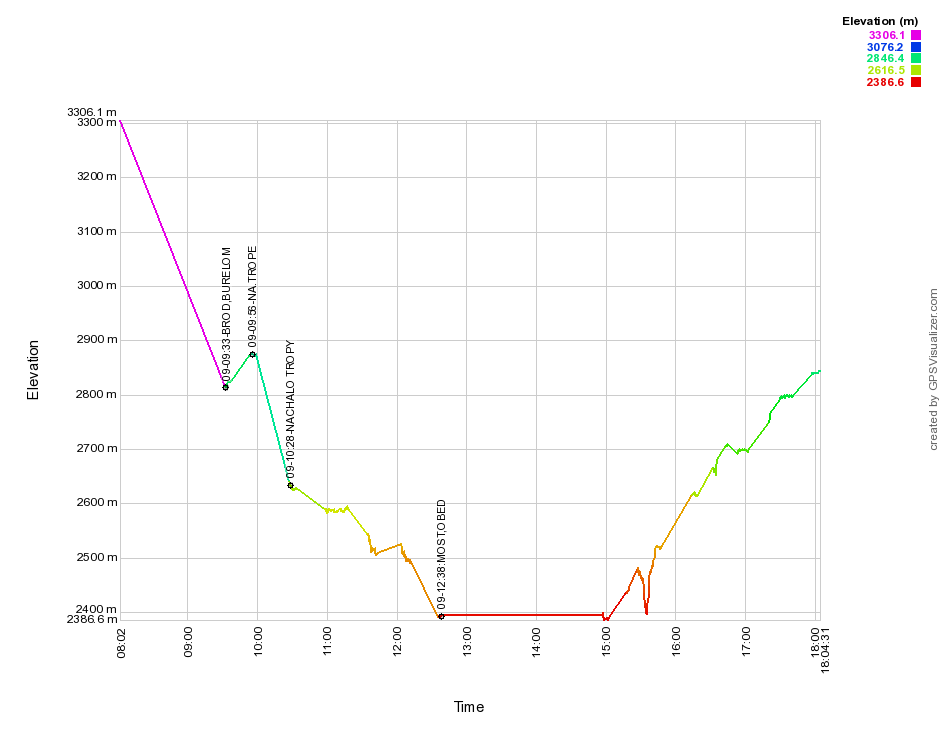 Elevation (m)
3306.1
3076.2
2846.4
2616.5
2386.6
3306.1 m
3300 m
3200 m
3100 m
3000 m
2900 m
2800 m
2700 m
2600 m
2500 m
2400 m
2386.6 m
Elevation
09-09:33-BROD,BURELOM
09-09:56-NA.TROPE
09-10:28-NACHALO TROPY
09-12:38:MOST,OBED
08:02
09:00
10:00
11:00
12:00
13:00
14:00
15:00
16:00
17:00
18:00
18:04:31
Time
created by GPSVisualizer.com